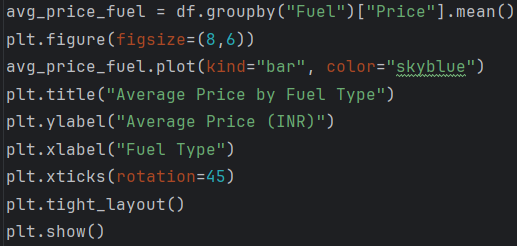 avg_price_fuel = df.groupby("Fuel")["Price"].mean()
plt.figure(figsize=(8,6))
avg_price_fuel.plot(kind="bar", color="skyblue")
plt.title("Average Price by Fuel Type")
plt.ylabel("Average Price (INR)")
plt.xlabel("Fuel Type")
plt.xticks(rotation=45)
plt.tight_layout()
plt.show()